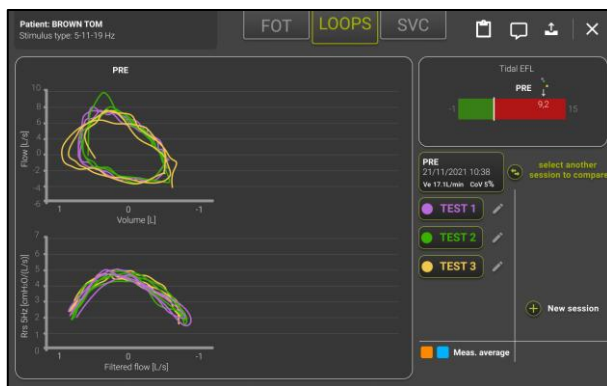 Patient: BROWN TOM
Stimulus type: 5-11-19 Hz
FOT
LOOPS
SVC
PRE
Flow [L/s]
10
8
6
4
2
0
-2
-4
-6
1
0
-1
Volume [L]
Rrs 5Hz [cmH₂O/(L/s)]
7
6
5
4
3
2
1
0
1
0
-1
Filtered flow [L/s]
Tidal EFL
PRE
-1
9,2
15
PRE
21/11/2021 10:38
Ve 17.1L/min CoV 5%
select another
session to compare
TEST 1
TEST 2
TEST 3
New session
Meas. average